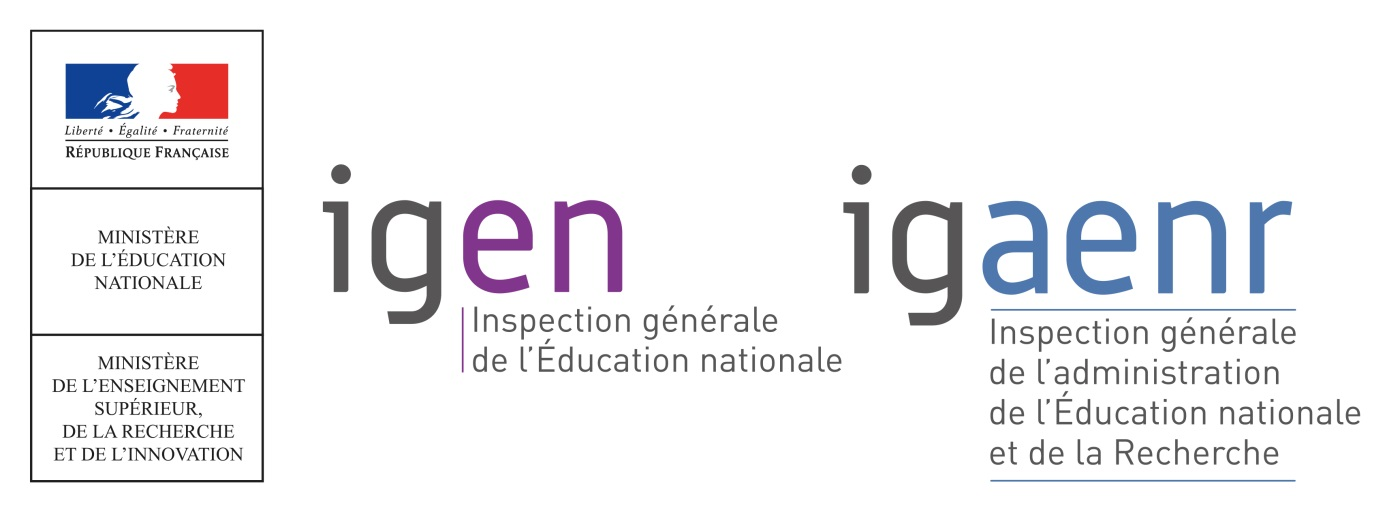 Liberté • Égalité • Fraternité
RÉPUBLIQUE FRANÇAISE
MINISTÈRE
DE L’ÉDUCATION
NATIONALE
MINISTÈRE
DE L’ENSEIGNEMENT
SUPÉRIEUR,
DE LA RECHERCHE
ET DE L’INNOVATION
igen
Inspection générale
de l’Éducation nationale
igaenr
Inspection générale
de l’administration
de l’Éducation nationale
et de la Recherche